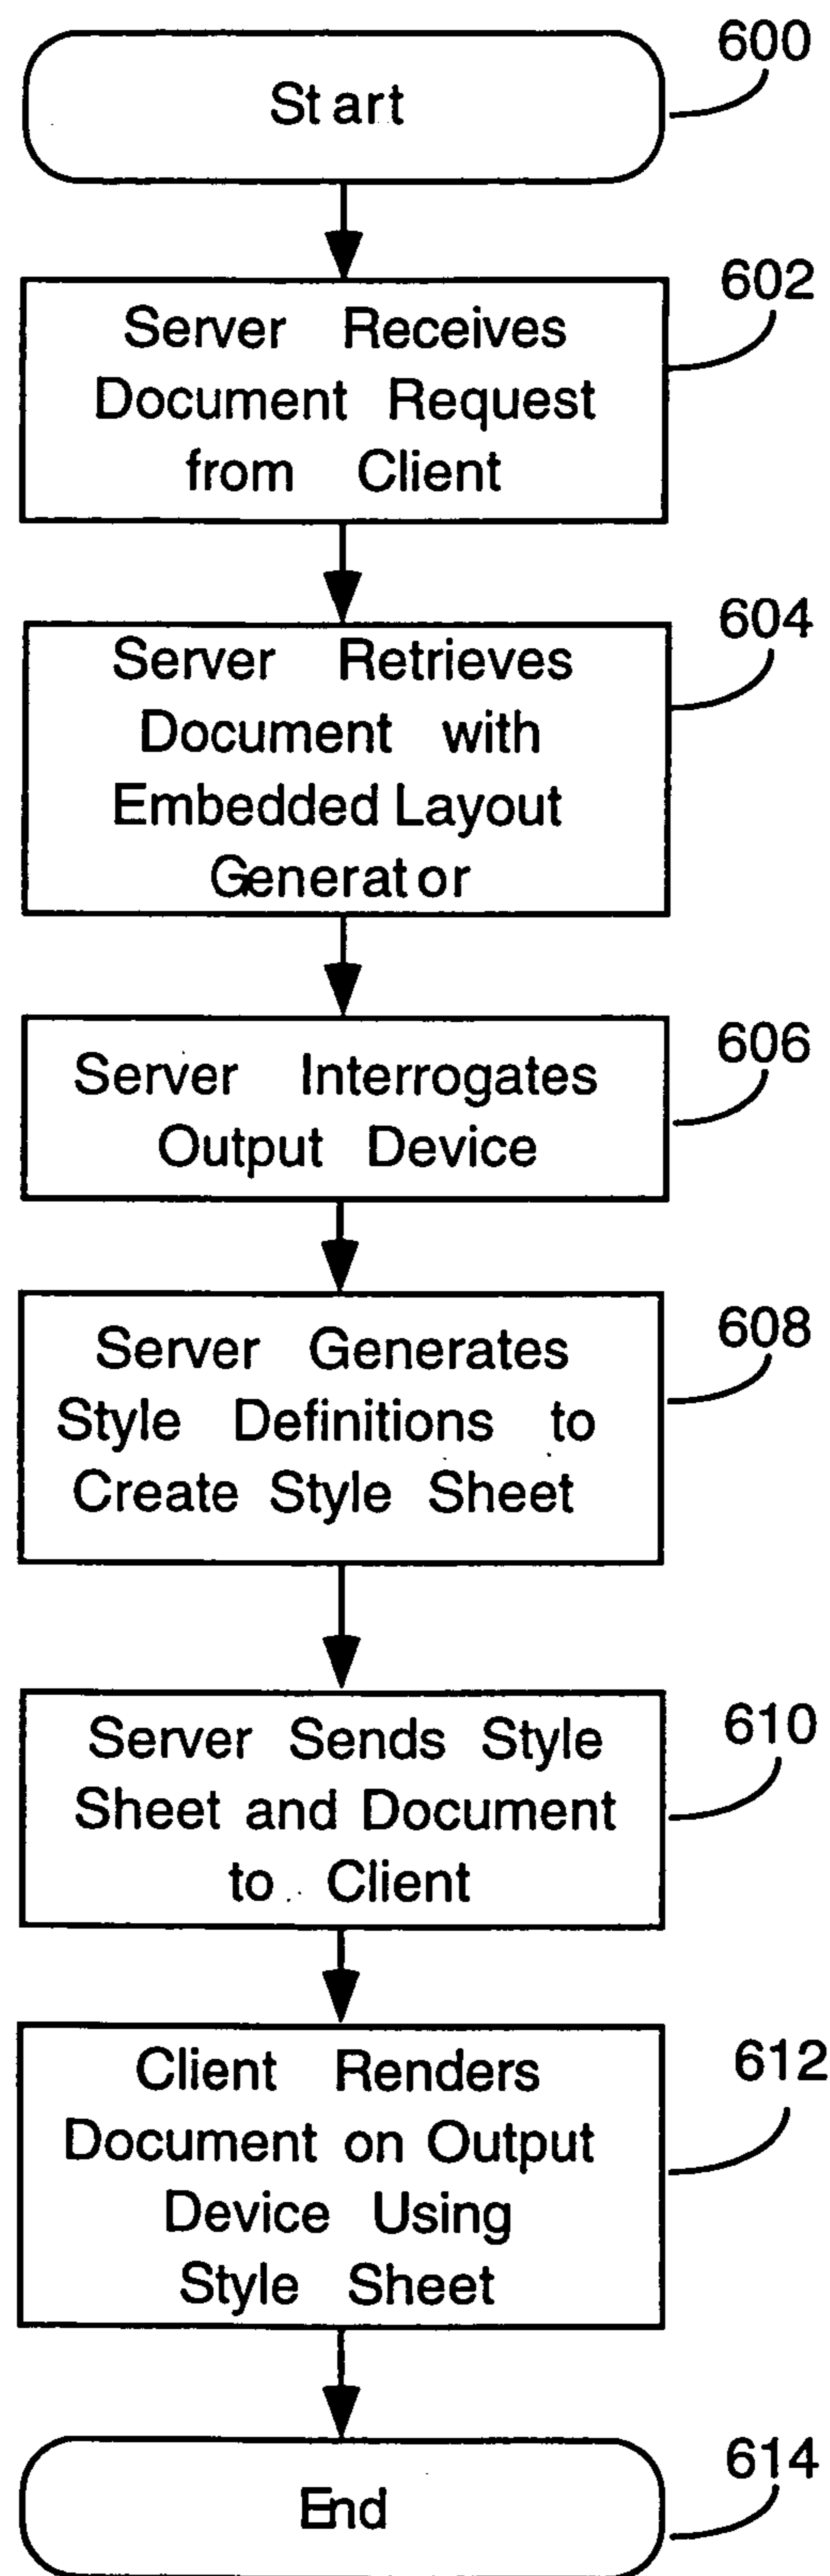 Start
600
Server Receives
Document Request
from Client
602
Server Retrieves
Document with
Embedded Layout
Generator
604
Server Interrogates
Output Device
606
Server Generates
Style Definitions to
Create Style Sheet
608
Server Sends Style
Sheet and Document
to Client
610
Client Renders
Document on Output
Device Using
Style Sheet
612
End
614